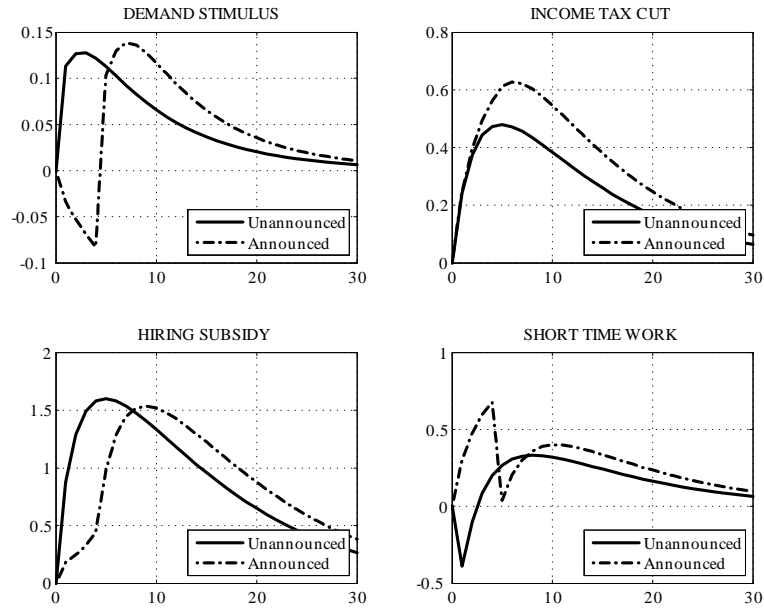 DEMAND STIMULUS
0.15
0.1
0.05
0
-0.05
-0.1
0 10 20 30
Unannounced
Announced
INCOME TAX CUT
0.8
0.6
0.4
0.2
0
0 10 20 30
Unannounced
Announced
HIRING SUBSIDY
2
1.5
1
0.5
0
0 10 20 30
Unannounced
Announced
SHORT TIME WORK
1
0.5
0
-0.5
0 10 20 30
Unannounced
Announced